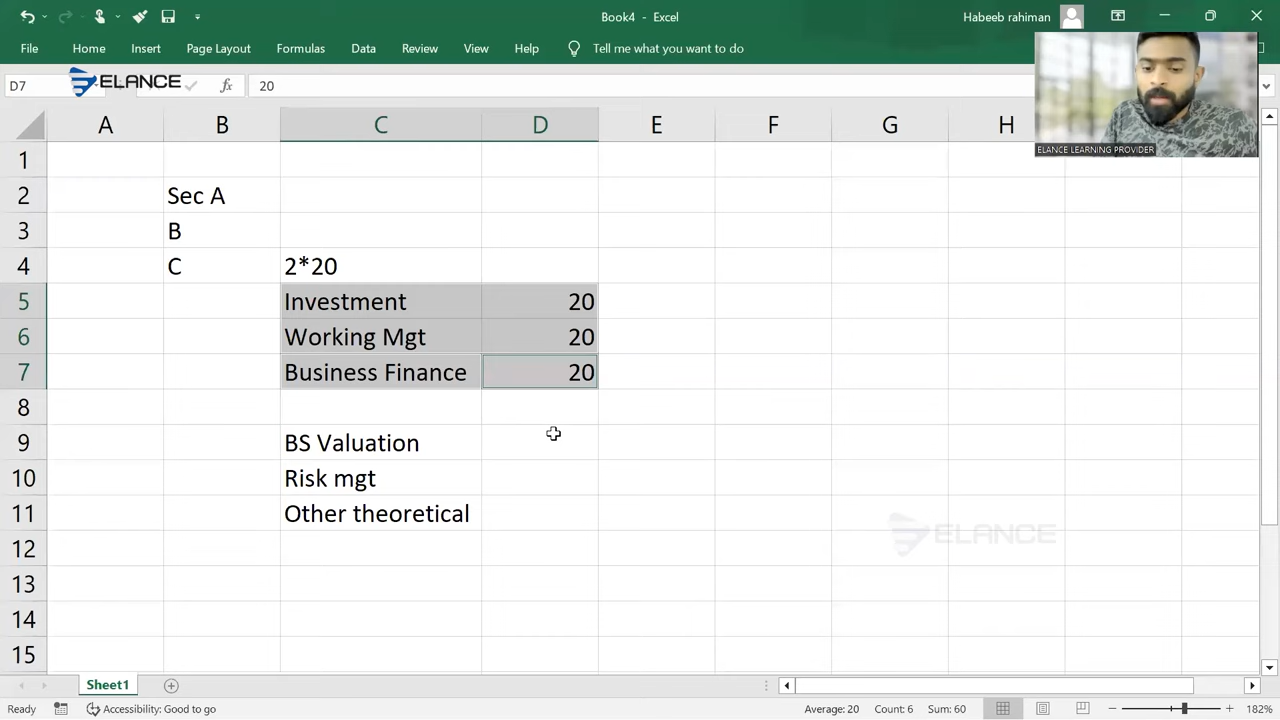 Book4 - Excel
Habeeb rahiman
File Home Insert Page Layout Formulas Data Review View Help Tell me what you want to do
D7
ELANCE
fx 20
ELANCE LEARNING PROVIDER
A B C D E F G H
1
2 Sec A
3 B
4 C 2*20
5 Investment 20
6 Working Mgt 20
7 Business Finance 20
8
9 BS Valuation
10 Risk mgt
11 Other theoretical
ELANCE
12
13
14
15
Sheet1
Ready Accessibility: Good to go Average: 20 Count: 6 Sum: 60 182%